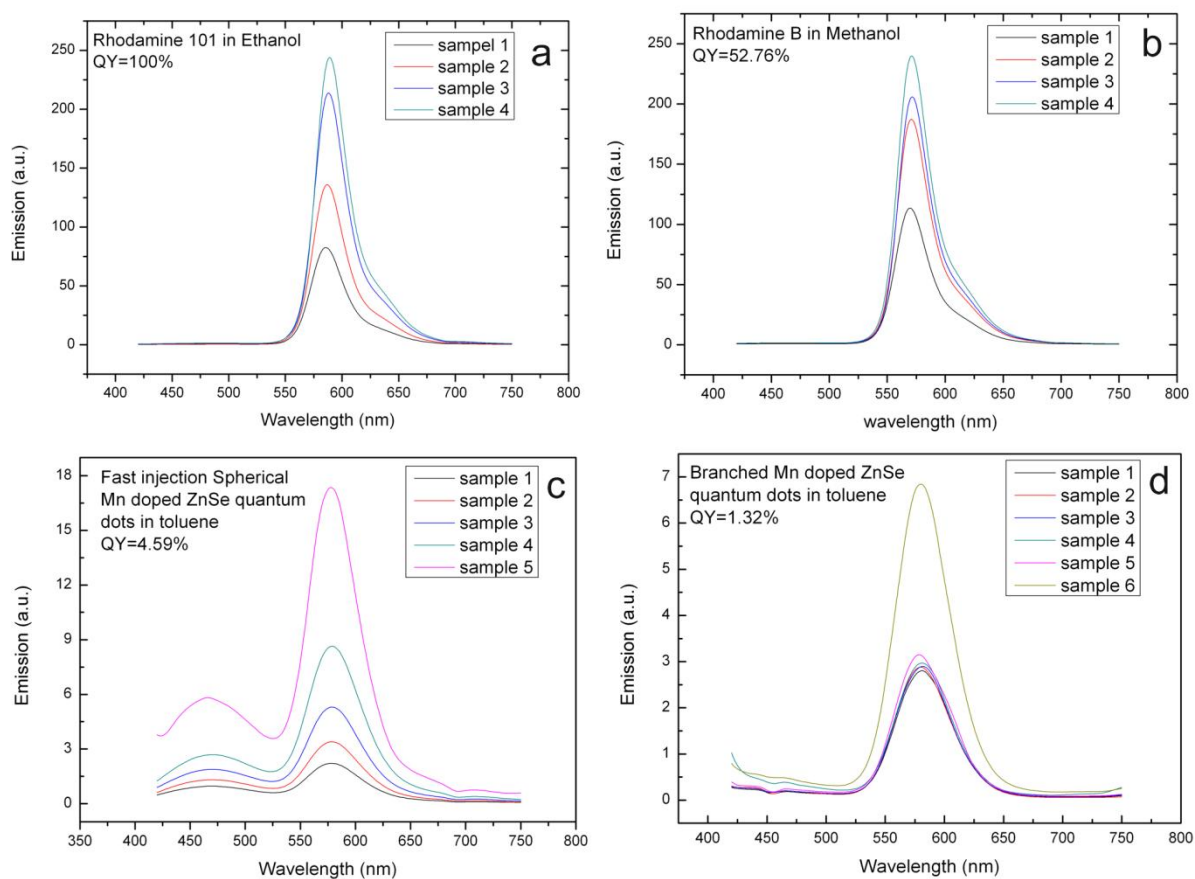 Rhodamine 101 in Ethanol
QY=100%
sampel 1
sample 2
sample 3
sample 4
a
250
200
150
100
50
0
Emission (a.u.)
400 450 500 550 600 650 700 750 800
Wavelength (nm)
Rhodamine B in Methanol
QY=52.76%
sample 1
sample 2
sample 3
sample 4
b
250
200
150
100
50
0
Emission (a.u.)
400 450 500 550 600 650 700 750 800
wavelength (nm)
Fast injection Spherical
Mn doped ZnSe quantum
dots in toluene
QY=4.59%
sample 1
sample 2
sample 3
sample 4
sample 5
c
18
15
12
9
6
3
0
Emission (a.u.)
350 400 450 500 550 600 650 700 750 800
Wavelength (nm)
Branched Mn doped ZnSe
quantum dots in toluene
QY=1.32%
sample 1
sample 2
sample 3
sample 4
sample 5
sample 6
d
7
6
5
4
3
2
1
0
Emission (a.u.)
400 450 500 550 600 650 700 750 800
Wavelength (nm)